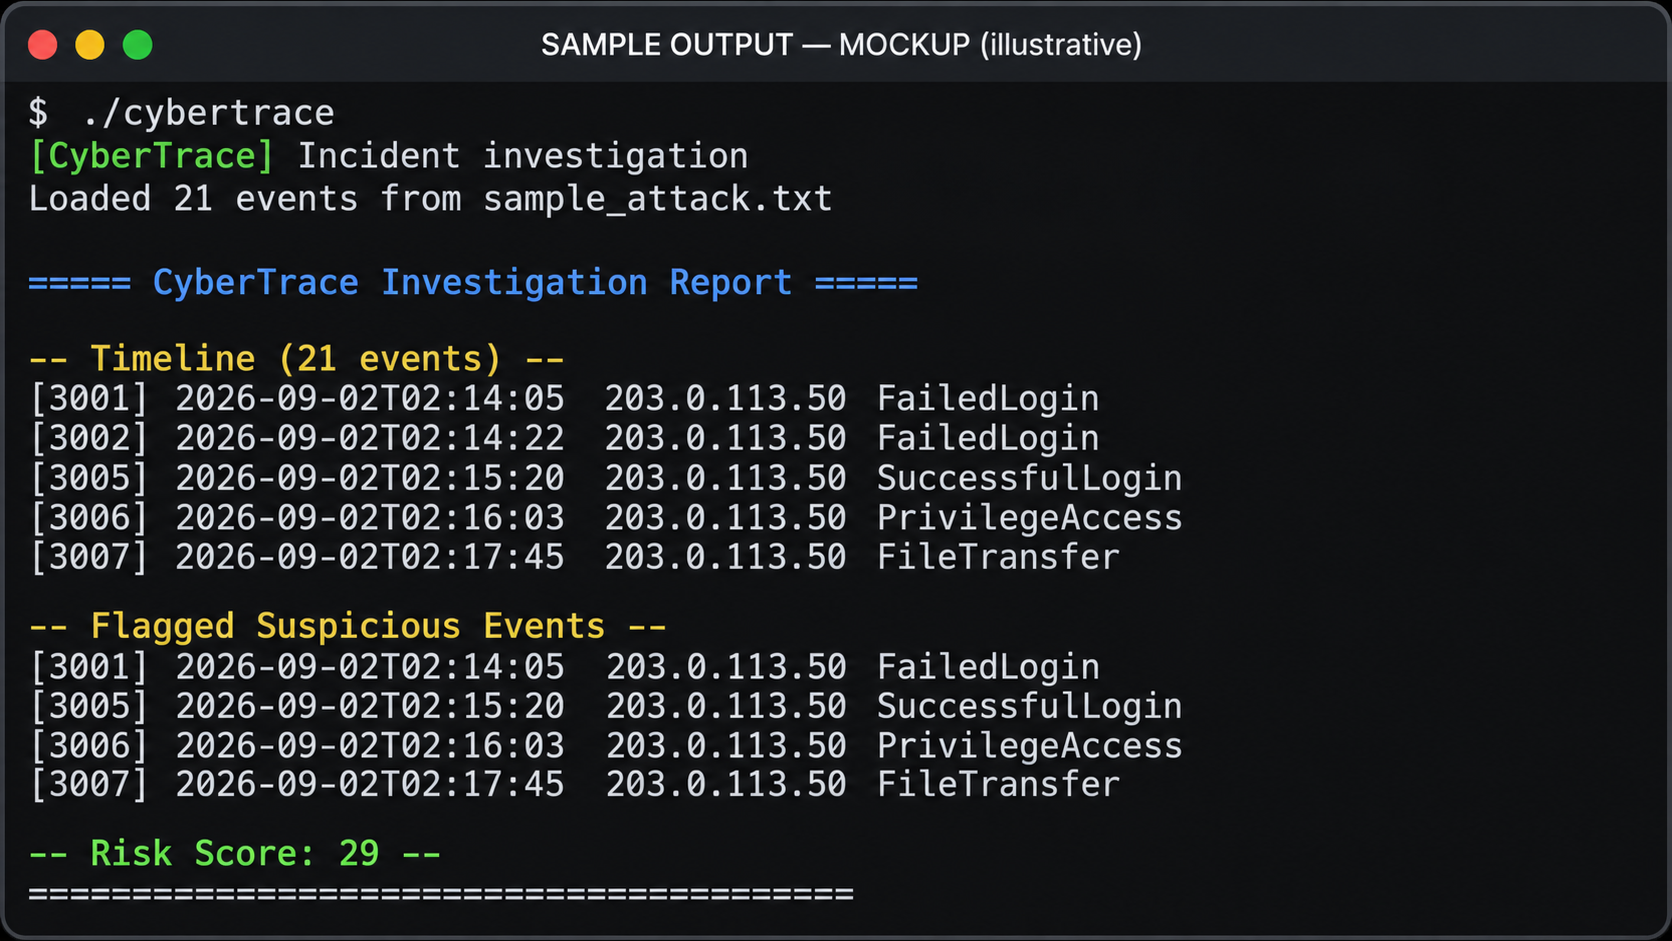 SAMPLE OUTPUT — MOCKUP (illustrative)
$ ./cybertrace
[CyberTrace] Incident investigation
Loaded 21 events from sample_attack.txt
===== CyberTrace Investigation Report =====
-- Timeline (21 events) --
[3001] 2026-09-02T02:14:05 203.0.113.50 FailedLogin
[3002] 2026-09-02T02:14:22 203.0.113.50 FailedLogin
[3005] 2026-09-02T02:15:20 203.0.113.50 SuccessfulLogin
[3006] 2026-09-02T02:16:03 203.0.113.50 PrivilegeAccess
[3007] 2026-09-02T02:17:45 203.0.113.50 FileTransfer
-- Flagged Suspicious Events --
[3001] 2026-09-02T02:14:05 203.0.113.50 FailedLogin
[3005] 2026-09-02T02:15:20 203.0.113.50 SuccessfulLogin
[3006] 2026-09-02T02:16:03 203.0.113.50 PrivilegeAccess
[3007] 2026-09-02T02:17:45 203.0.113.50 FileTransfer
-- Risk Score: 29 --
========================================